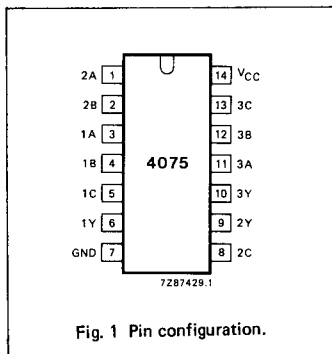 2A 1 14 VCC
2B 2 13 3C
1A 3 12 3B
1B 4 4075 11 3A
1C 5 10 3Y
1Y 6 9 2Y
GND 7 8 2C
7Z87429.1
Fig. 1 Pin configuration.